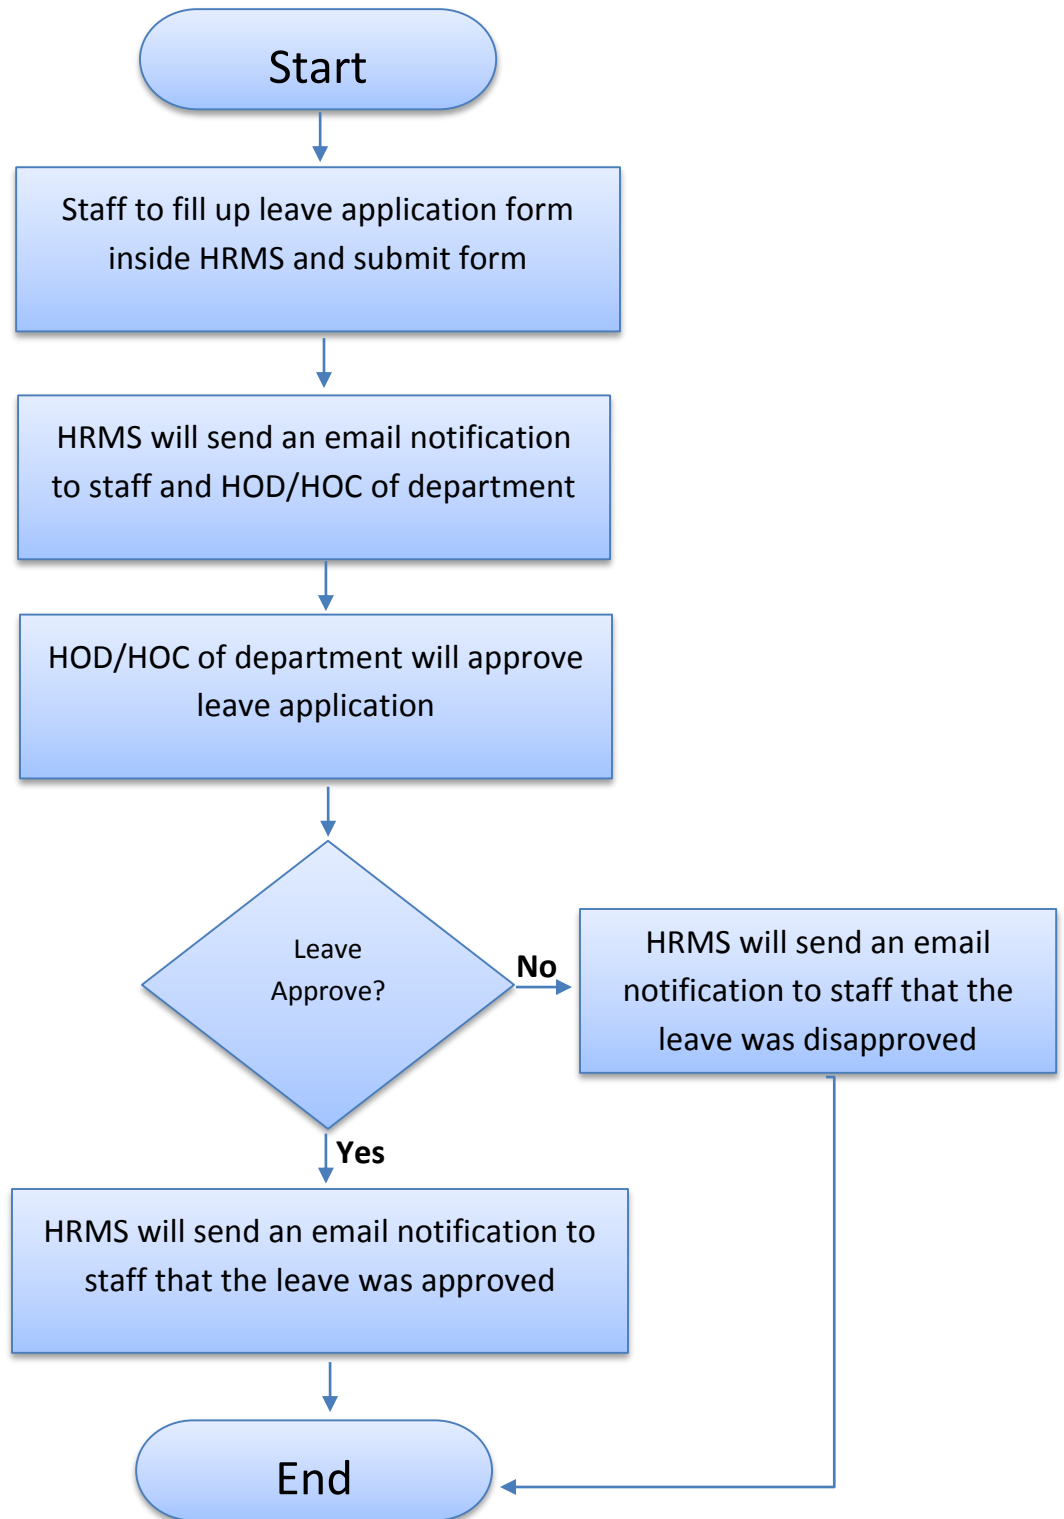 Start
Staff to fill up leave application form
inside HRMS and submit form
HRMS will send an email notification
to staff and HOD/HOC of department
HOD/HOC of department will approve
leave application
Leave
Approve?
No
HRMS will send an email
notification to staff that the
leave was disapproved
Yes
HRMS will send an email notification to
staff that the leave was approved
End